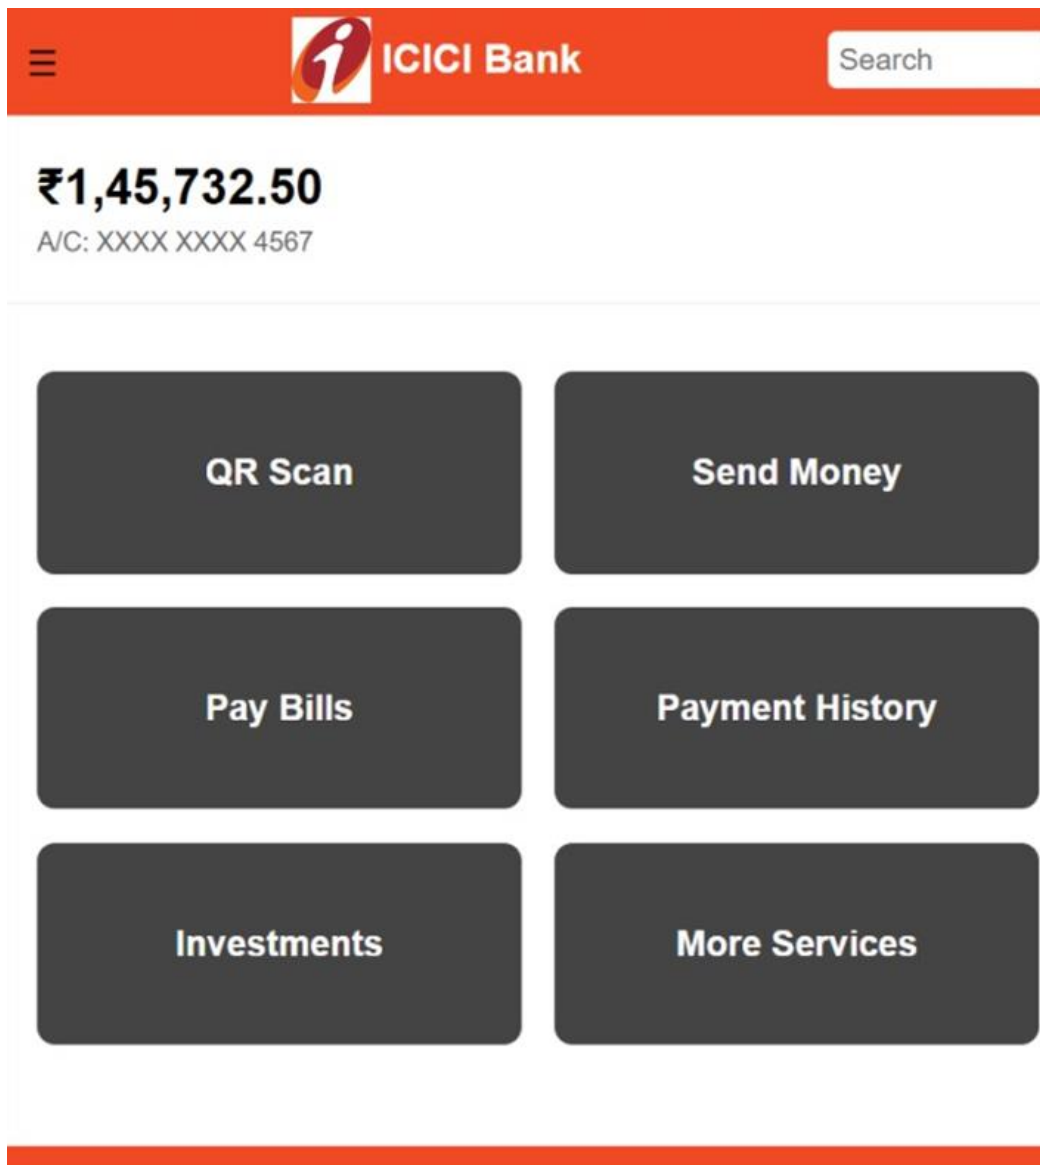 ☰ ICICI Bank Search
₹1,45,732.50
A/C: XXXX XXXX 4567
QR Scan Send Money
Pay Bills Payment History
Investments More Services